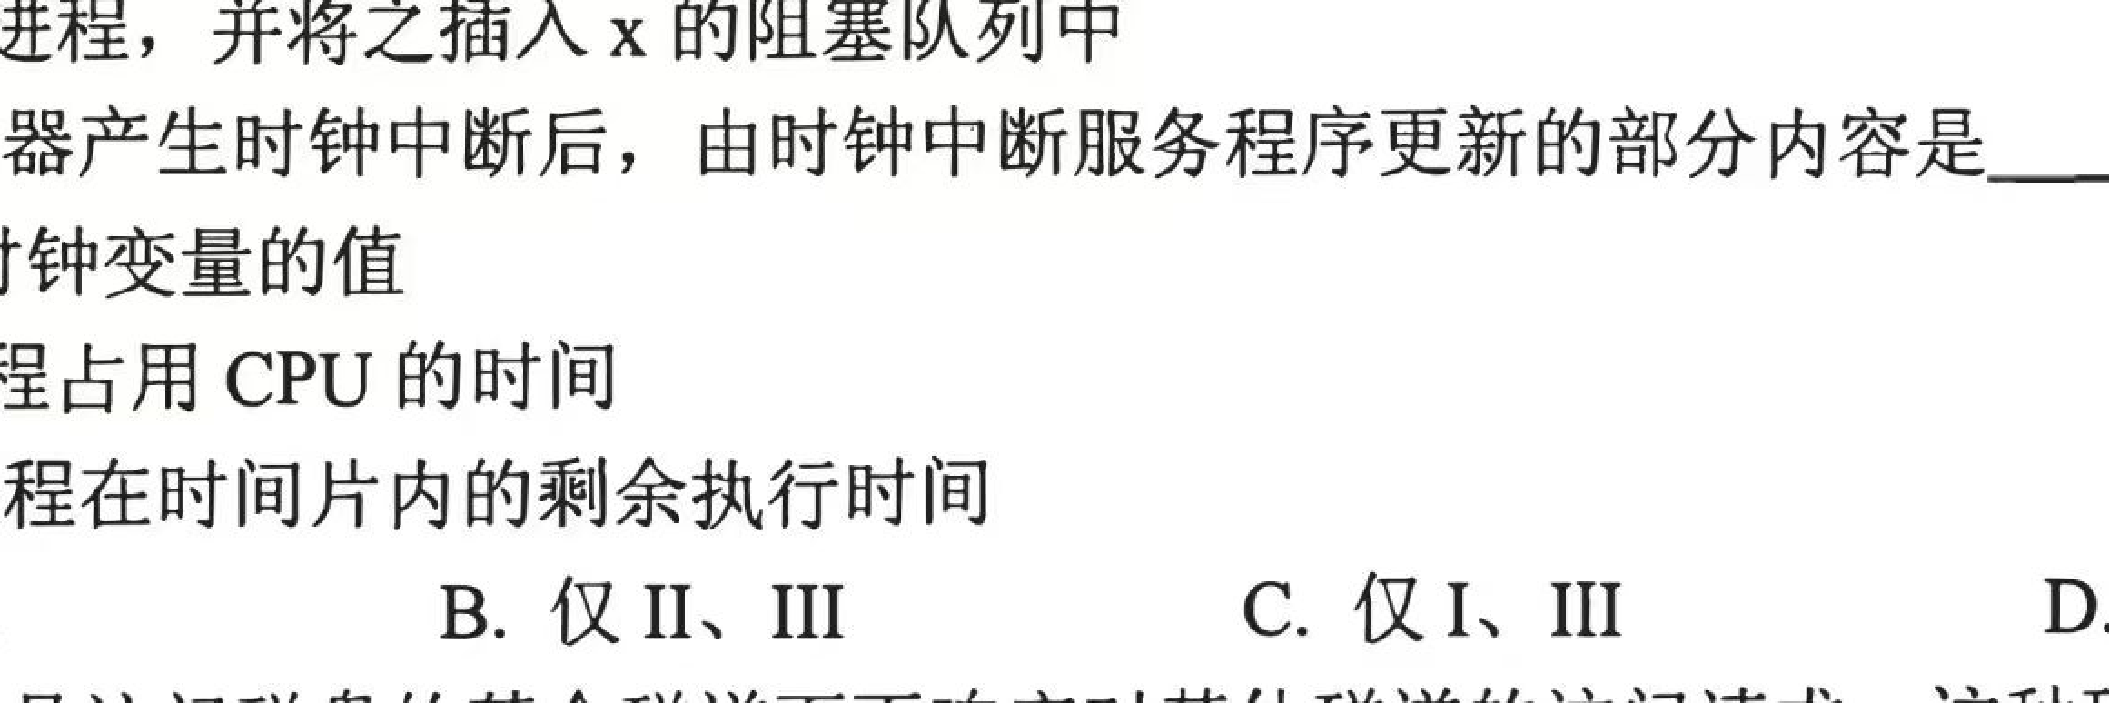 进程，并将之插入 x 的阻塞队列中
器产生时钟中断后，由时钟中断服务程序更新的部分内容是____
时钟变量的值
程占用 CPU 的时间
程在时间片内的剩余执行时间
B. 仅 II、III C. 仅 I、III D.